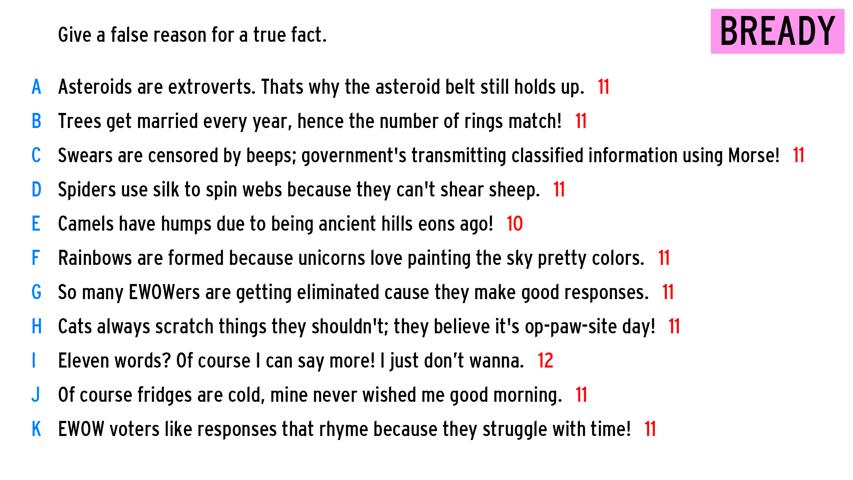 Give a false reason for a true fact.
BREADY
A Asteroids are extroverts. Thats why the asteroid belt still holds up. 11
B Trees get married every year, hence the number of rings match! 11
C Swears are censored by beeps; government's transmitting classified information using Morse! 11
D Spiders use silk to spin webs because they can't shear sheep. 11
E Camels have humps due to being ancient hills eons ago! 10
F Rainbows are formed because unicorns love painting the sky pretty colors. 11
G So many EWOWers are getting eliminated cause they make good responses. 11
H Cats always scratch things they shouldn't; they believe it's op-paw-site day! 11
I Eleven words? Of course I can say more! I just don’t wanna. 12
J Of course fridges are cold, mine never wished me good morning. 11
K EWOW voters like responses that rhyme because they struggle with time! 11